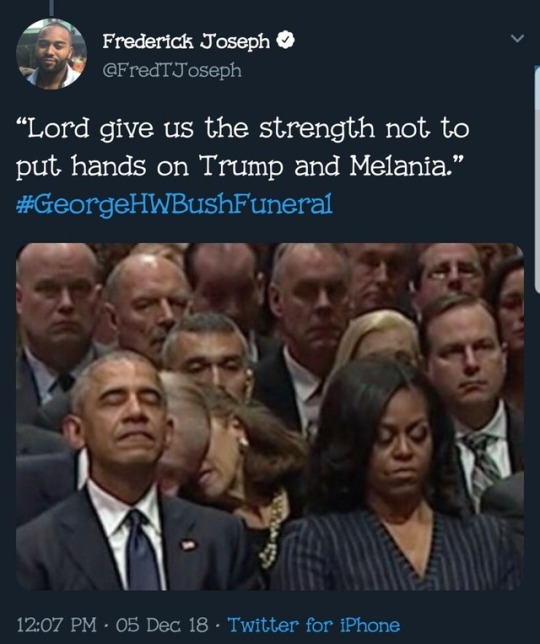 Frederick Joseph
@FredTJoseph
“Lord give us the strength not to
put hands on Trump and Melania.”
#GeorgeHWBushFuneral
12:07 PM · 05 Dec 18 · Twitter for iPhone